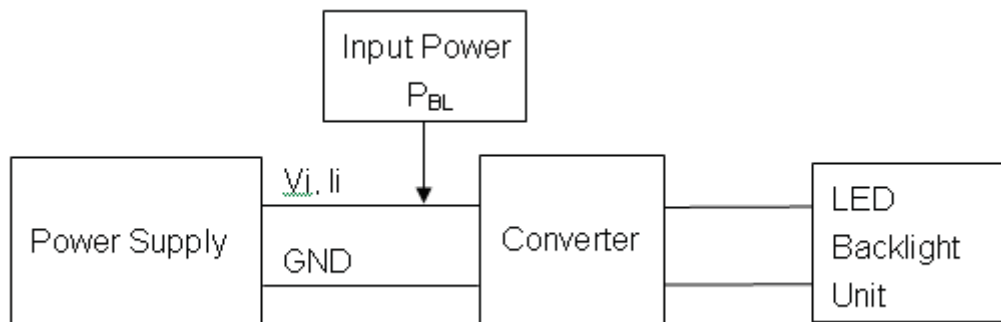 Input Power
PBL
Vi, Ii
Power Supply
GND
Converter
LED
Backlight
Unit